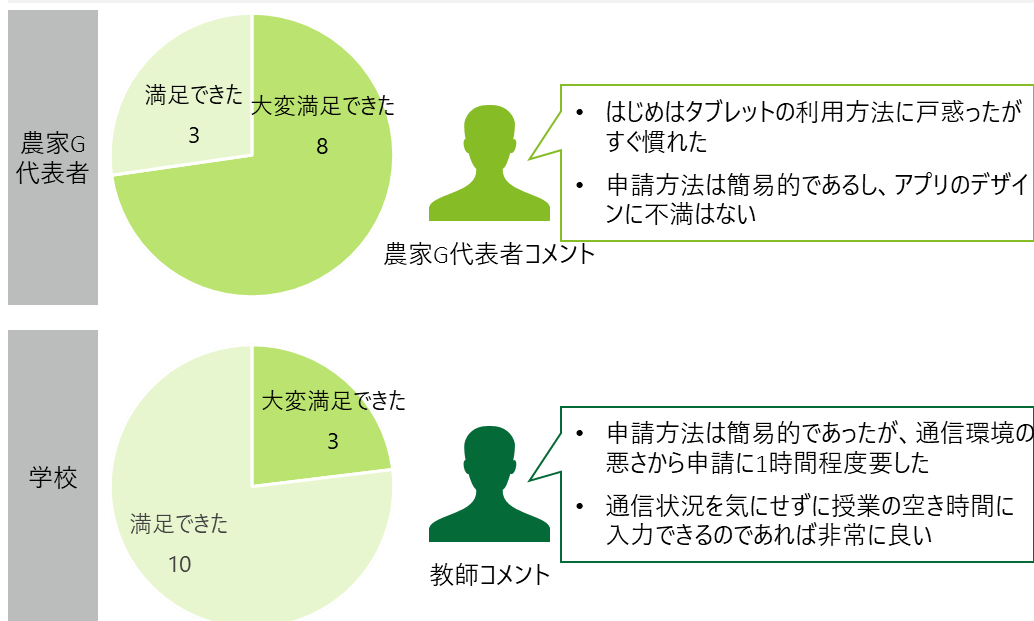 農家G
代表者
満足できた
3
大変満足できた
8
農家G代表者コメント
• はじめはタブレットの利用方法に戸惑ったが
すぐ慣れた
• 申請方法は簡易的であるし、アプリのデザイ
ンに不満はない
学校
大変満足できた
3
満足できた
10
教師コメント
• 申請方法は簡易的であったが、通信環境の
悪さから申請に1時間程度要した
• 通信状況を気にせずに授業の空き時間に
入力できるのであれば非常に良い